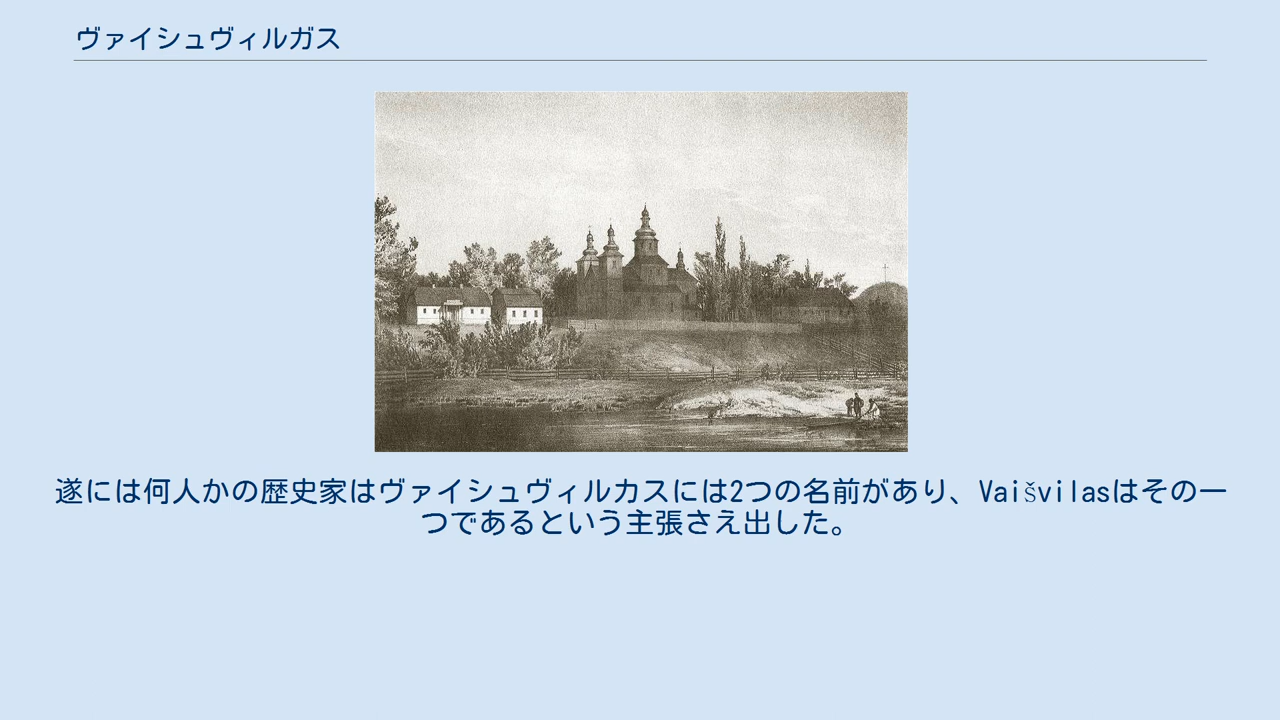 ヴァイシュヴィルガス
遂には何人かの歴史家はヴァイシュヴィルカスには2つの名前があり、Vaišvilasはその一
つであるという主張さえ出した。